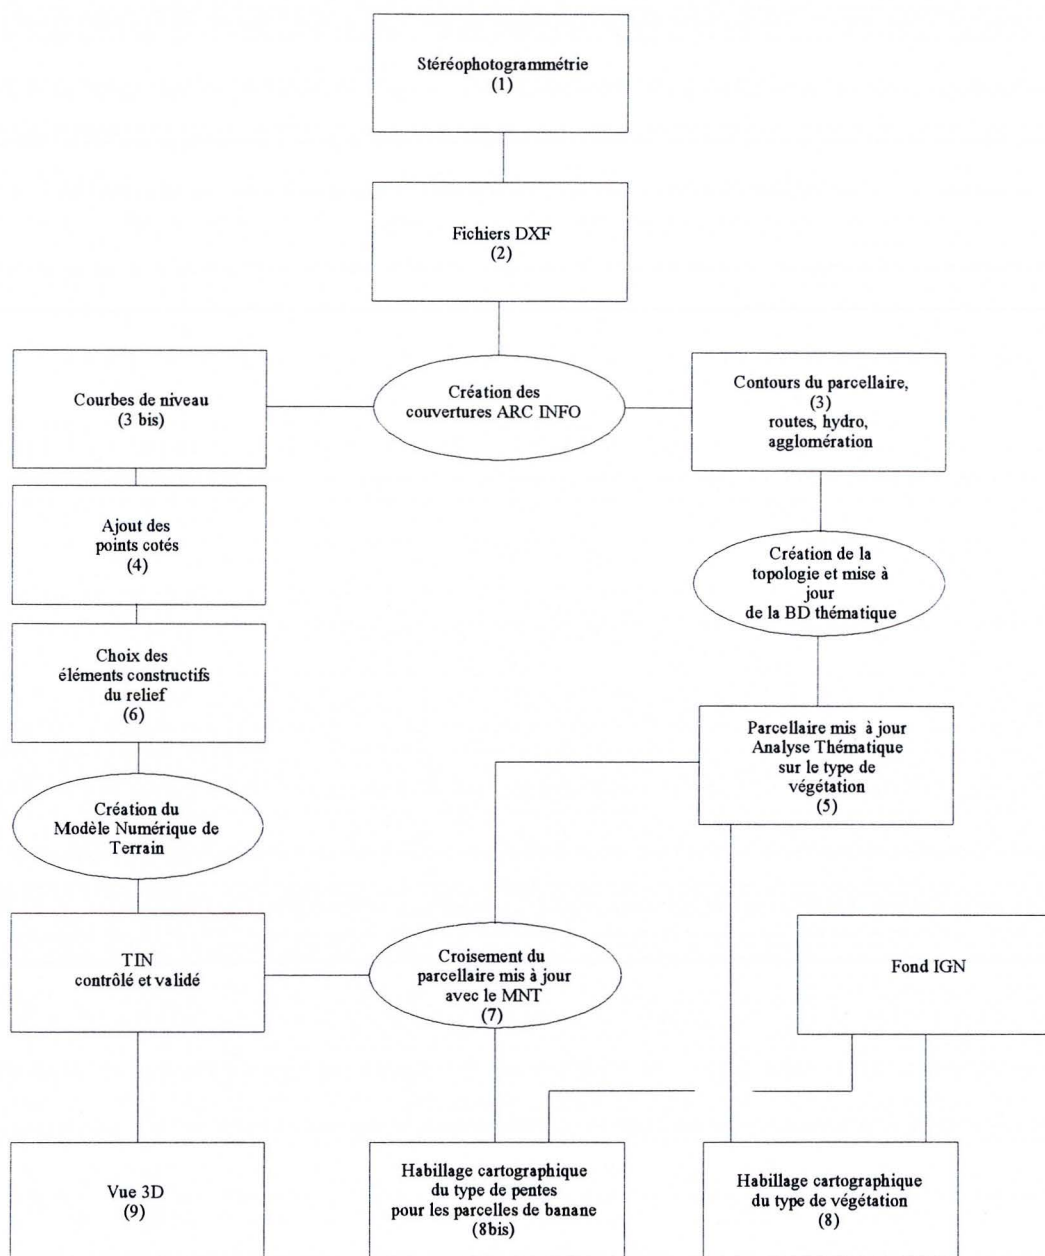 Stéréophotogrammétrie
(1)
Fichiers DXF
(2)
Création des
couvertures ARC INFO
Courbes de niveau
(3 bis)
Contours du parcellaire,
(3)
routes, hydro,
agglomération
Ajout des
points cotés
(4)
Création de la
topologie et mise à
jour
de la BD thématique
Choix des
éléments constructifs
du relief
(6)
Parcellaire mis à jour
Analyse Thématique
sur le type de
végétation
(5)
Création du
Modèle Numérique de
Terrain
TIN
contrôlé et validé
Croisement du
parcellaire mis à jour
avec le MNT
(7)
Fond IGN
Vue 3D
(9)
Habillage cartographique
du type de pentes
pour les parcelles de banane
(8bis)
Habillage cartographique
du type de végétation
(8)